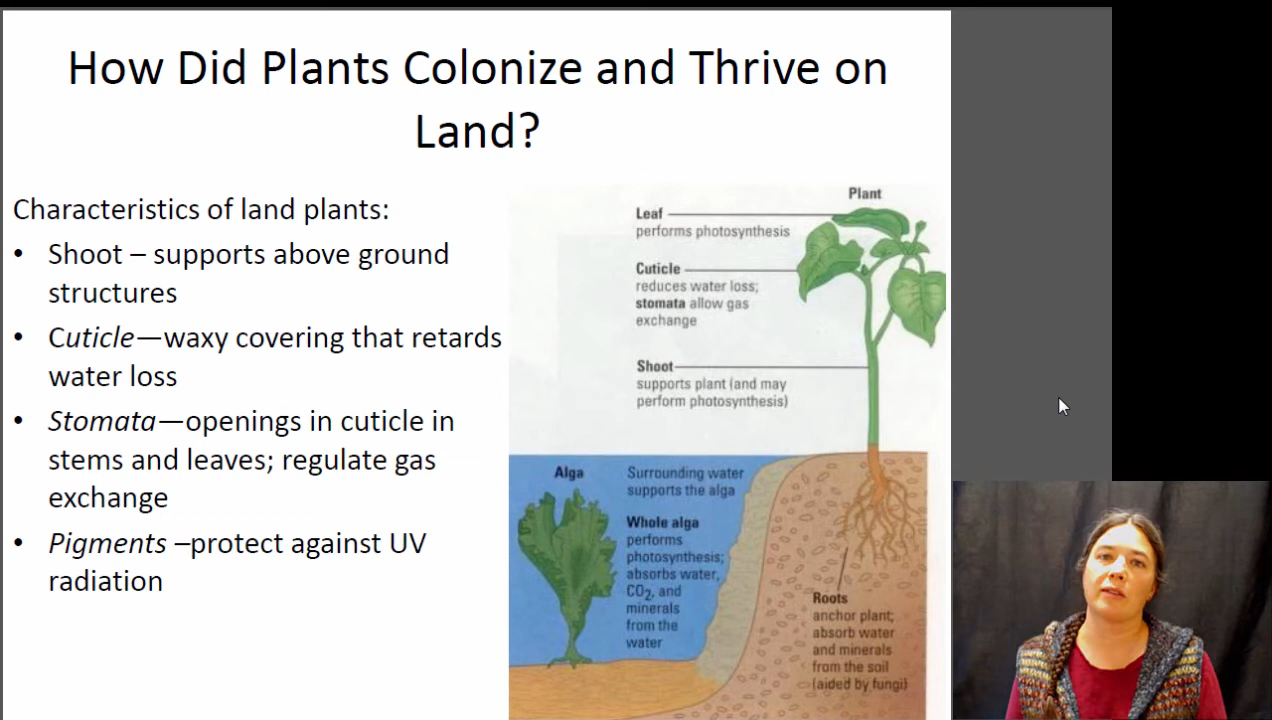 How Did Plants Colonize and Thrive on
Land?
Characteristics of land plants:
• Shoot – supports above ground
structures
• Cuticle—waxy covering that retards
water loss
• Stomata—openings in cuticle in
stems and leaves; regulate gas
exchange
• Pigments –protect against UV
radiation
Plant
Leaf
performs photosynthesis
Cuticle
reduces water loss;
stomata allow gas
exchange
Shoot
supports plant (and may
perform photosynthesis)
Alga
Surrounding water
supports the alga
Whole alga
performs
photosynthesis;
absorbs water,
CO₂, and
minerals
from the
water
Roots
anchor plant;
absorb water
and minerals
from the soil
(aided by fungi)